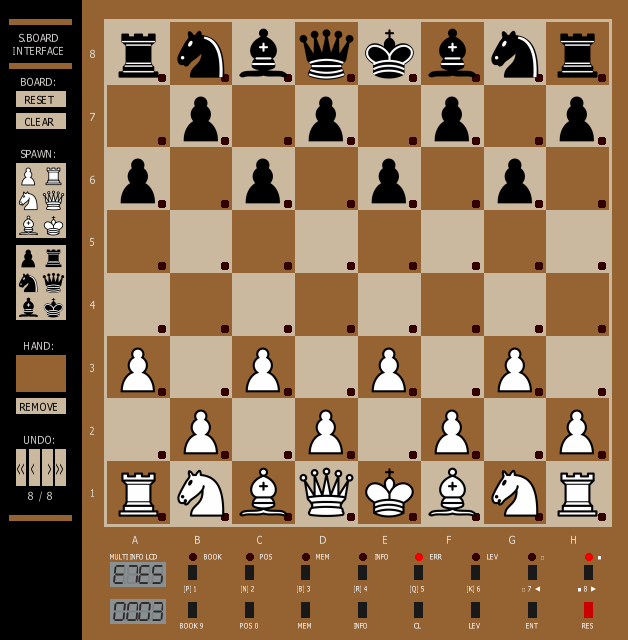 S.BOARD
INTERFACE
BOARD:
RESET
CLEAR
SPAWN:
HAND:
REMOVE
UNDO:
<< < > >>
8 / 8
8
7
6
5
4
3
2
1
A B C D E F G H
MULTI INFO LCD BOOK POS MEM INFO ERR LEV
E7E5
[P] 1 [N] 2 [B] 3 [R] 4 [Q] 5 [K] 6 □ 7 ◀ ■ 8 ▶
0003
BOOK 9 POS 0 MEM INFO CL LEV ENT RES